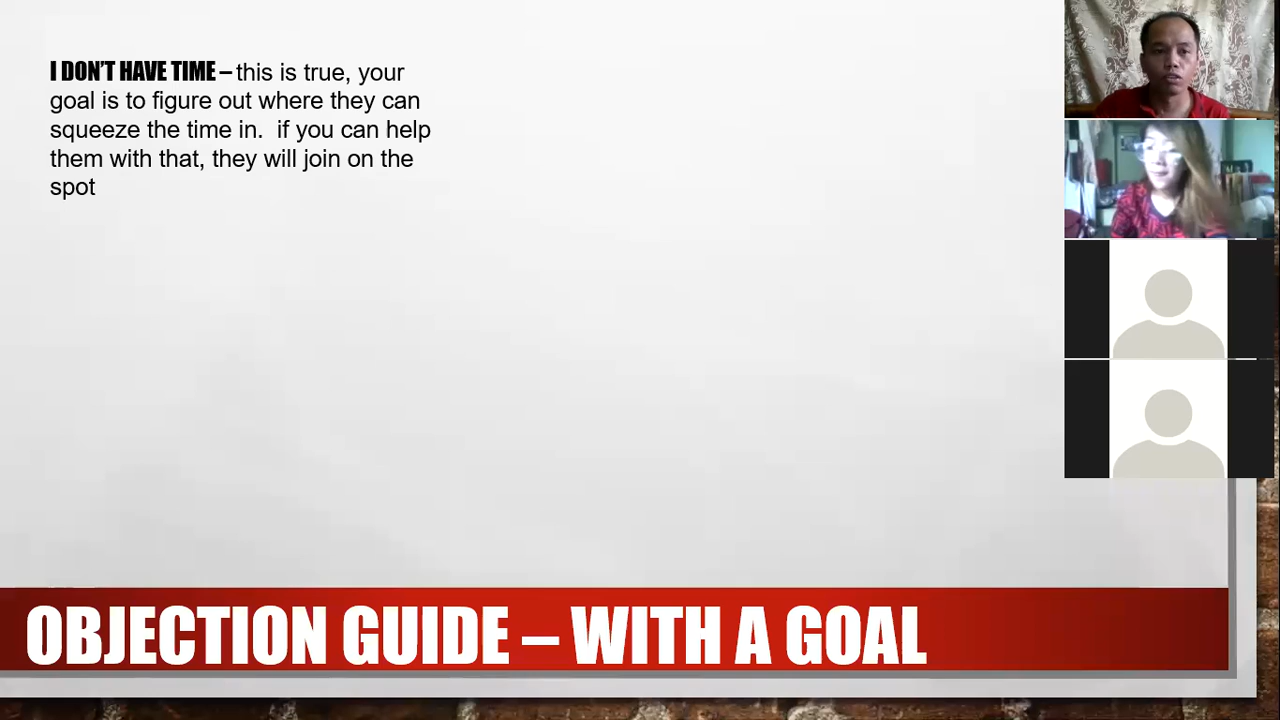 I DON'T HAVE TIME – this is true, your
goal is to figure out where they can
squeeze the time in.  if you can help
them with that, they will join on the
spot
OBJECTION GUIDE – WITH A GOAL